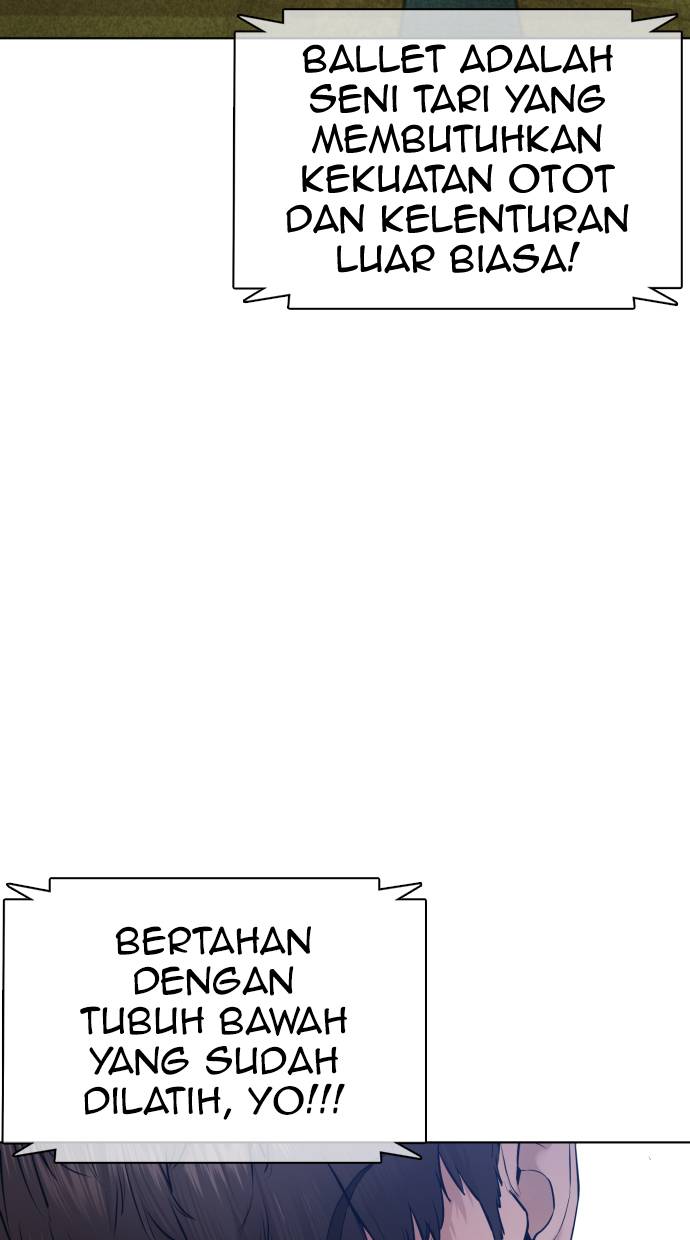 BALLET ADALAH
SENI TARI YANG
MEMBUTUHKAN
KEKUATAN OTOT
DAN KELENTURAN
LUAR BIASA!
BERTAHAN
DENGAN
TUBUH BAWAH
YANG SUDAH
DILATIH, YO!!!